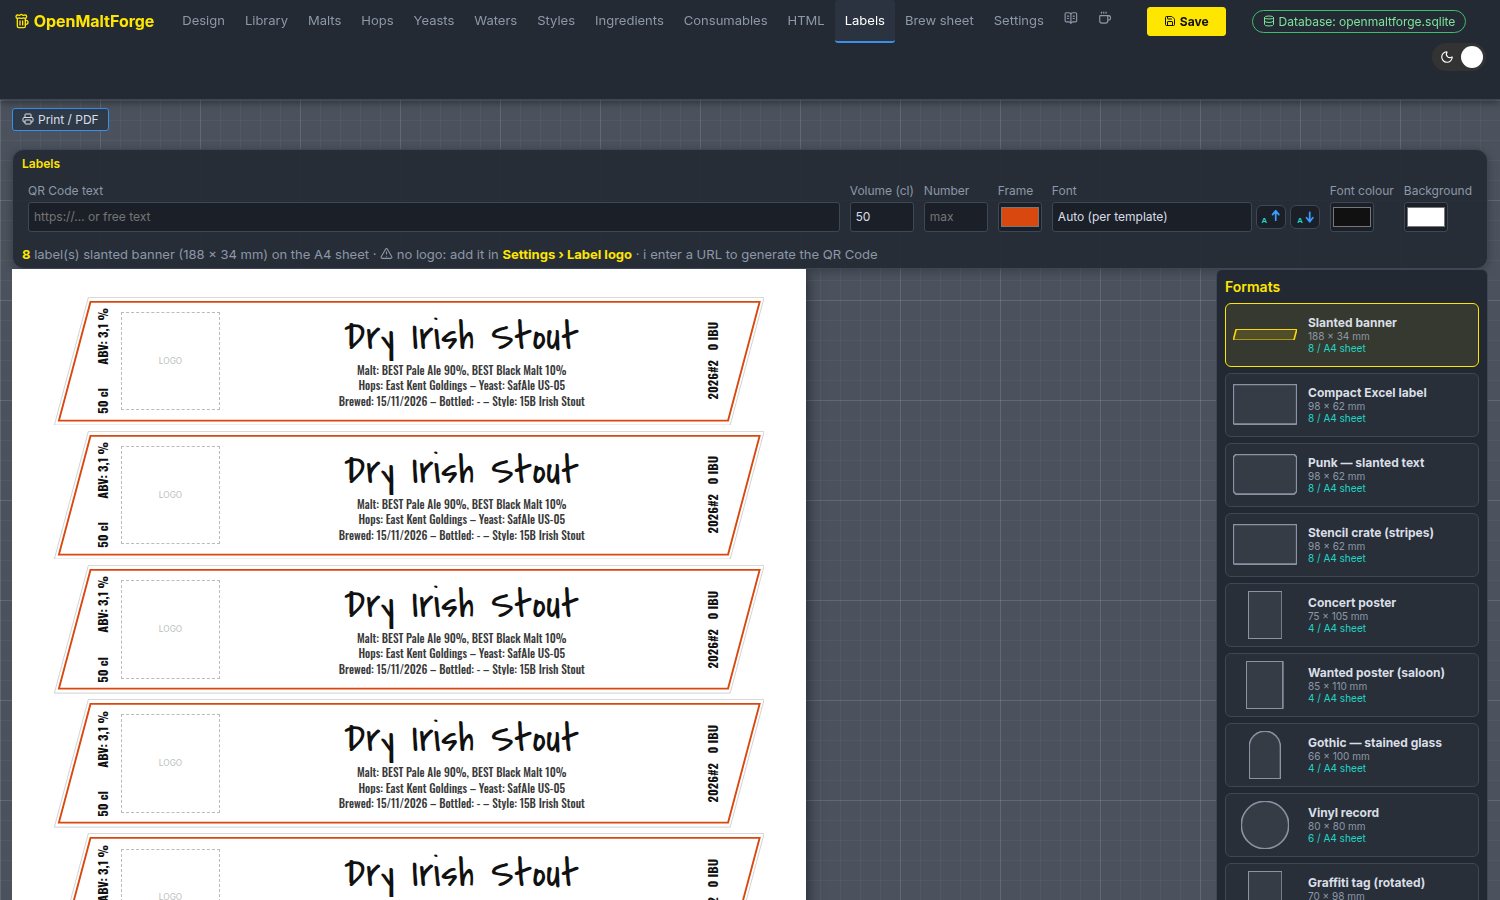 OpenMaltForge
Design
Library
Malts
Hops
Yeasts
Waters
Styles
Ingredients
Consumables
HTML
Labels
Brew sheet
Settings
Save
Database: openmaltforge.sqlite
Print / PDF
Labels
QR Code text
Volume (cl)
Number
Frame
Font
Font colour
Background
https://... or free text
50
max
Auto (per template)
A
A
8 label(s) slanted banner (188 × 34 mm) on the A4 sheet · ⚠ no logo: add it in Settings › Label logo · i enter a URL to generate the QR Code
50 cl ABV: 3,1 %
LOGO
Dry Irish Stout
Malt: BEST Pale Ale 90%, BEST Black Malt 10%
Hops: East Kent Goldings – Yeast: SafAle US-05
Brewed: 15/11/2026 – Bottled: - – Style: 15B Irish Stout
2026#2 0 IBU
50 cl ABV: 3,1 %
LOGO
Dry Irish Stout
Malt: BEST Pale Ale 90%, BEST Black Malt 10%
Hops: East Kent Goldings – Yeast: SafAle US-05
Brewed: 15/11/2026 – Bottled: - – Style: 15B Irish Stout
2026#2 0 IBU
50 cl ABV: 3,1 %
LOGO
Dry Irish Stout
Malt: BEST Pale Ale 90%, BEST Black Malt 10%
Hops: East Kent Goldings – Yeast: SafAle US-05
Brewed: 15/11/2026 – Bottled: - – Style: 15B Irish Stout
2026#2 0 IBU
50 cl ABV: 3,1 %
LOGO
Dry Irish Stout
Malt: BEST Pale Ale 90%, BEST Black Malt 10%
Hops: East Kent Goldings – Yeast: SafAle US-05
Brewed: 15/11/2026 – Bottled: - – Style: 15B Irish Stout
2026#2 0 IBU
ABV: 3,1 %
LOGO
Dry Irish Stout
0 IBU
Formats
Slanted banner
188 × 34 mm
8 / A4 sheet
Compact Excel label
98 × 62 mm
8 / A4 sheet
Punk — slanted text
98 × 62 mm
8 / A4 sheet
Stencil crate (stripes)
98 × 62 mm
8 / A4 sheet
Concert poster
75 × 105 mm
4 / A4 sheet
Wanted poster (saloon)
85 × 110 mm
4 / A4 sheet
Gothic — stained glass
66 × 100 mm
4 / A4 sheet
Vinyl record
80 × 80 mm
6 / A4 sheet
Graffiti tag (rotated)
70 × 98 mm